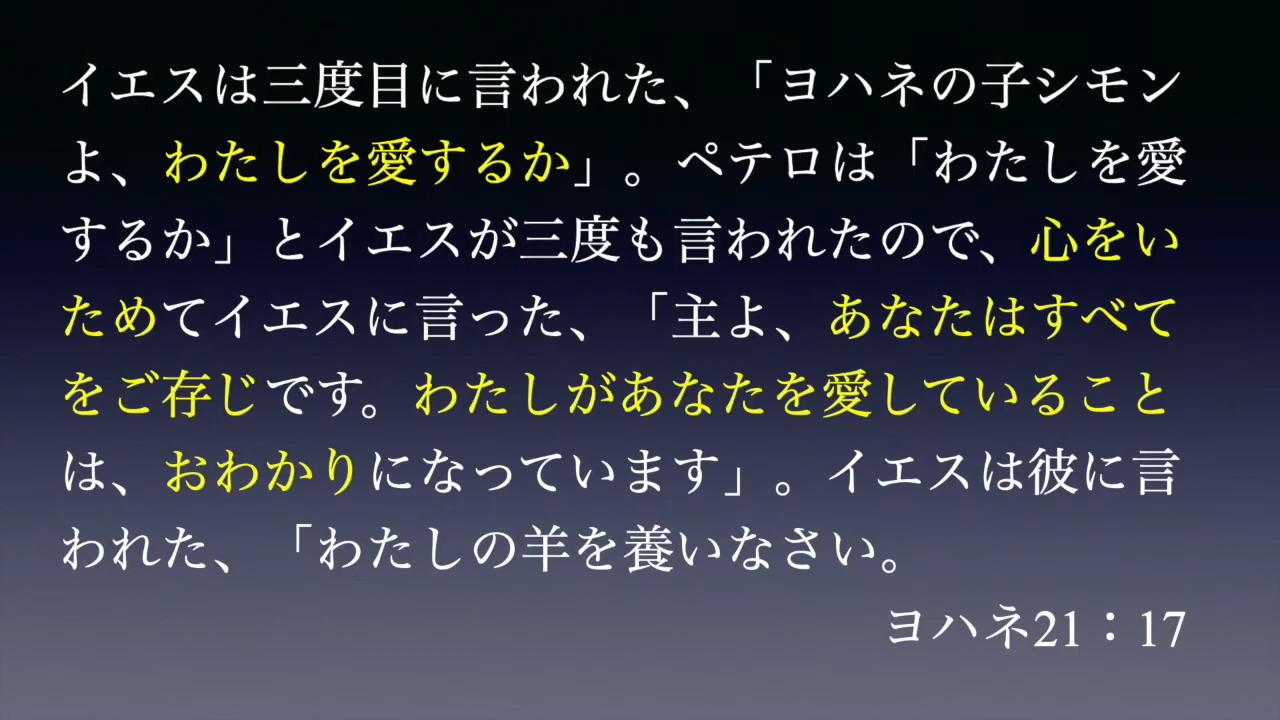 イエスは三度目に言われた、「ヨハネの子シモン
よ、わたしを愛するか」。ペテロは「わたしを愛
するか」とイエスが三度も言われたので、心をい
ためてイエスに言った、「主よ、あなたはすべて
をご存じです。わたしがあなたを愛していること
は、おわかりになっています」。イエスは彼に言
われた、「わたしの羊を養いなさい。
ヨハネ21：17